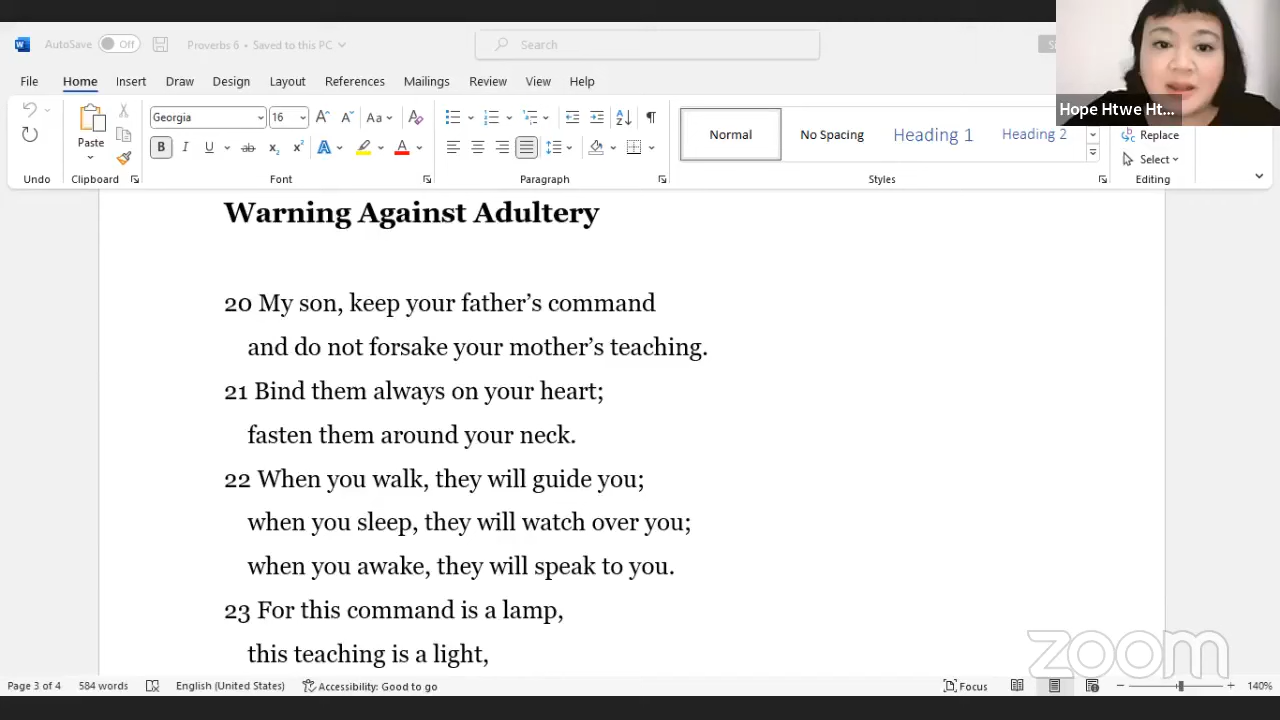 AutoSave Off Proverbs 6 • Saved to this PC Search
File Home Insert Draw Design Layout References Mailings Review View Help
Hope Htwe Ht...
Georgia 16 Aa Normal No Spacing Heading 1 Heading 2 Replace
Paste B I U ab x₂ x² A A Select
Undo Clipboard Font Paragraph Styles Editing
Warning Against Adultery
20 My son, keep your father’s command
and do not forsake your mother’s teaching.
21 Bind them always on your heart;
fasten them around your neck.
22 When you walk, they will guide you;
when you sleep, they will watch over you;
when you awake, they will speak to you.
23 For this command is a lamp,
this teaching is a light,
zoom
Page 3 of 4 584 words English (United States) Accessibility: Good to go Focus 140%